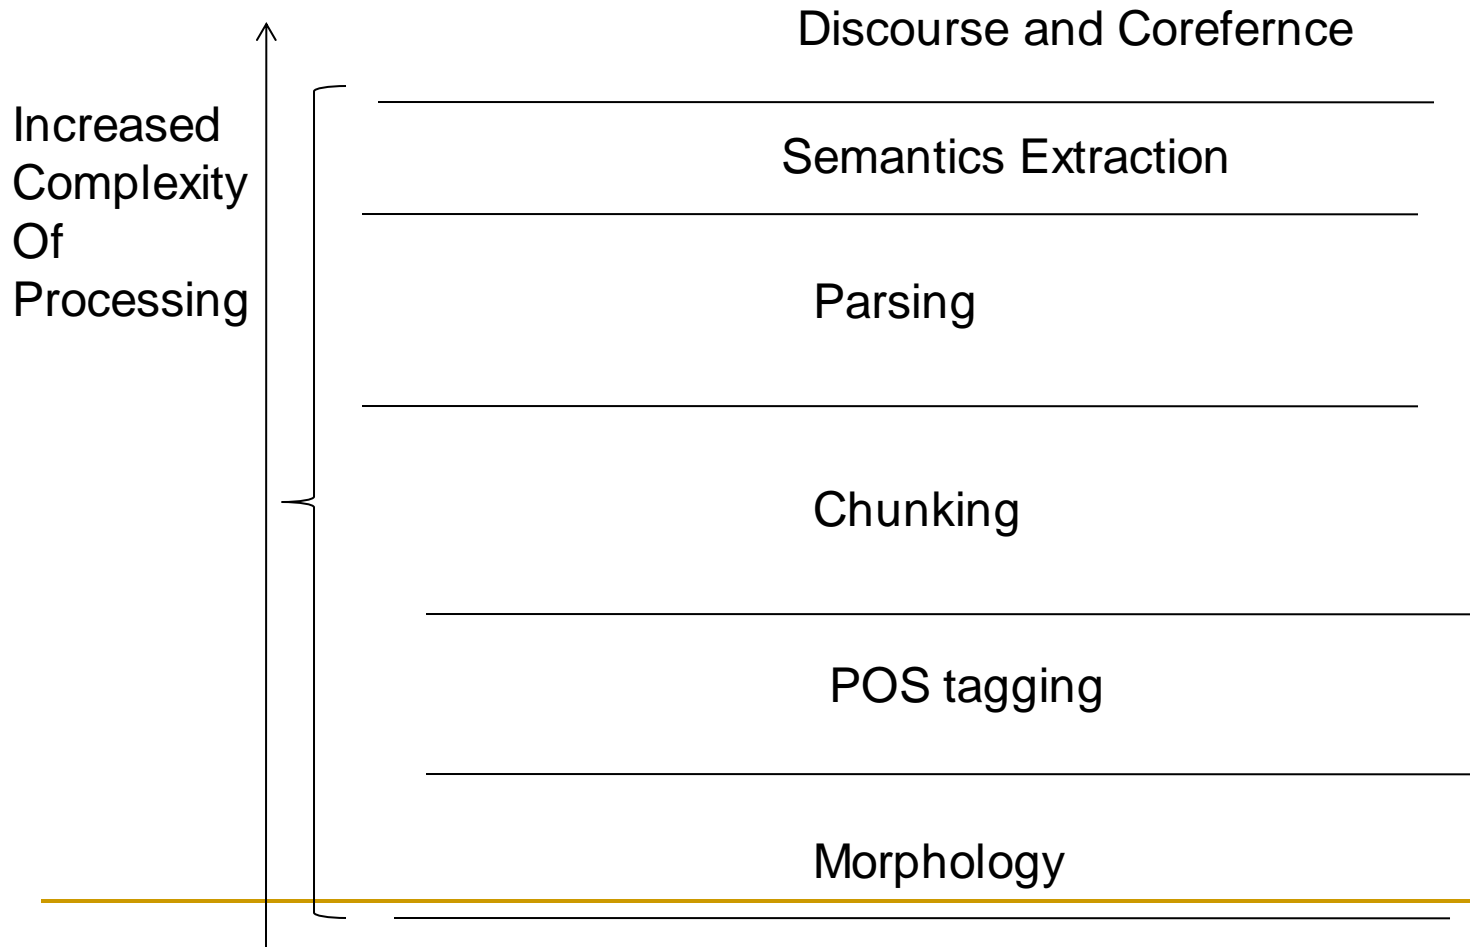 Discourse and Corefernce
Increased
Complexity
Of
Processing
Semantics Extraction
Parsing
Chunking
POS tagging
Morphology